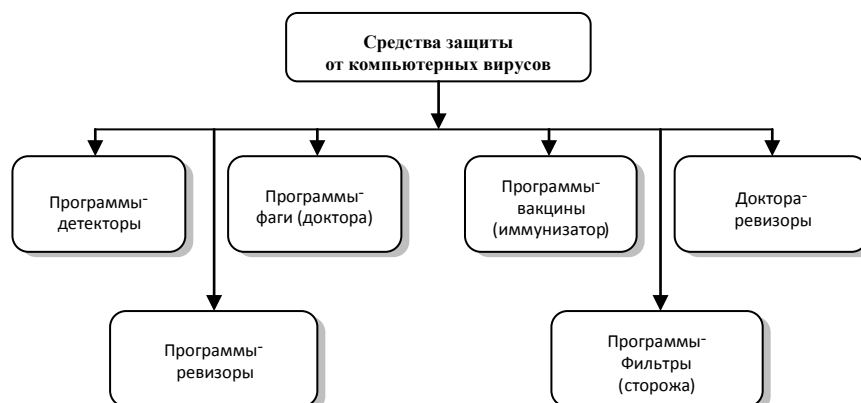 Средства защиты
от компьютерных вирусов
Программы-
детекторы
Программы-
фаги (доктора)
Программы-
вакцины
(иммунизатор)
Доктора-
ревизоры
Программы-
ревизоры
Программы-
Фильтры
(сторожа)